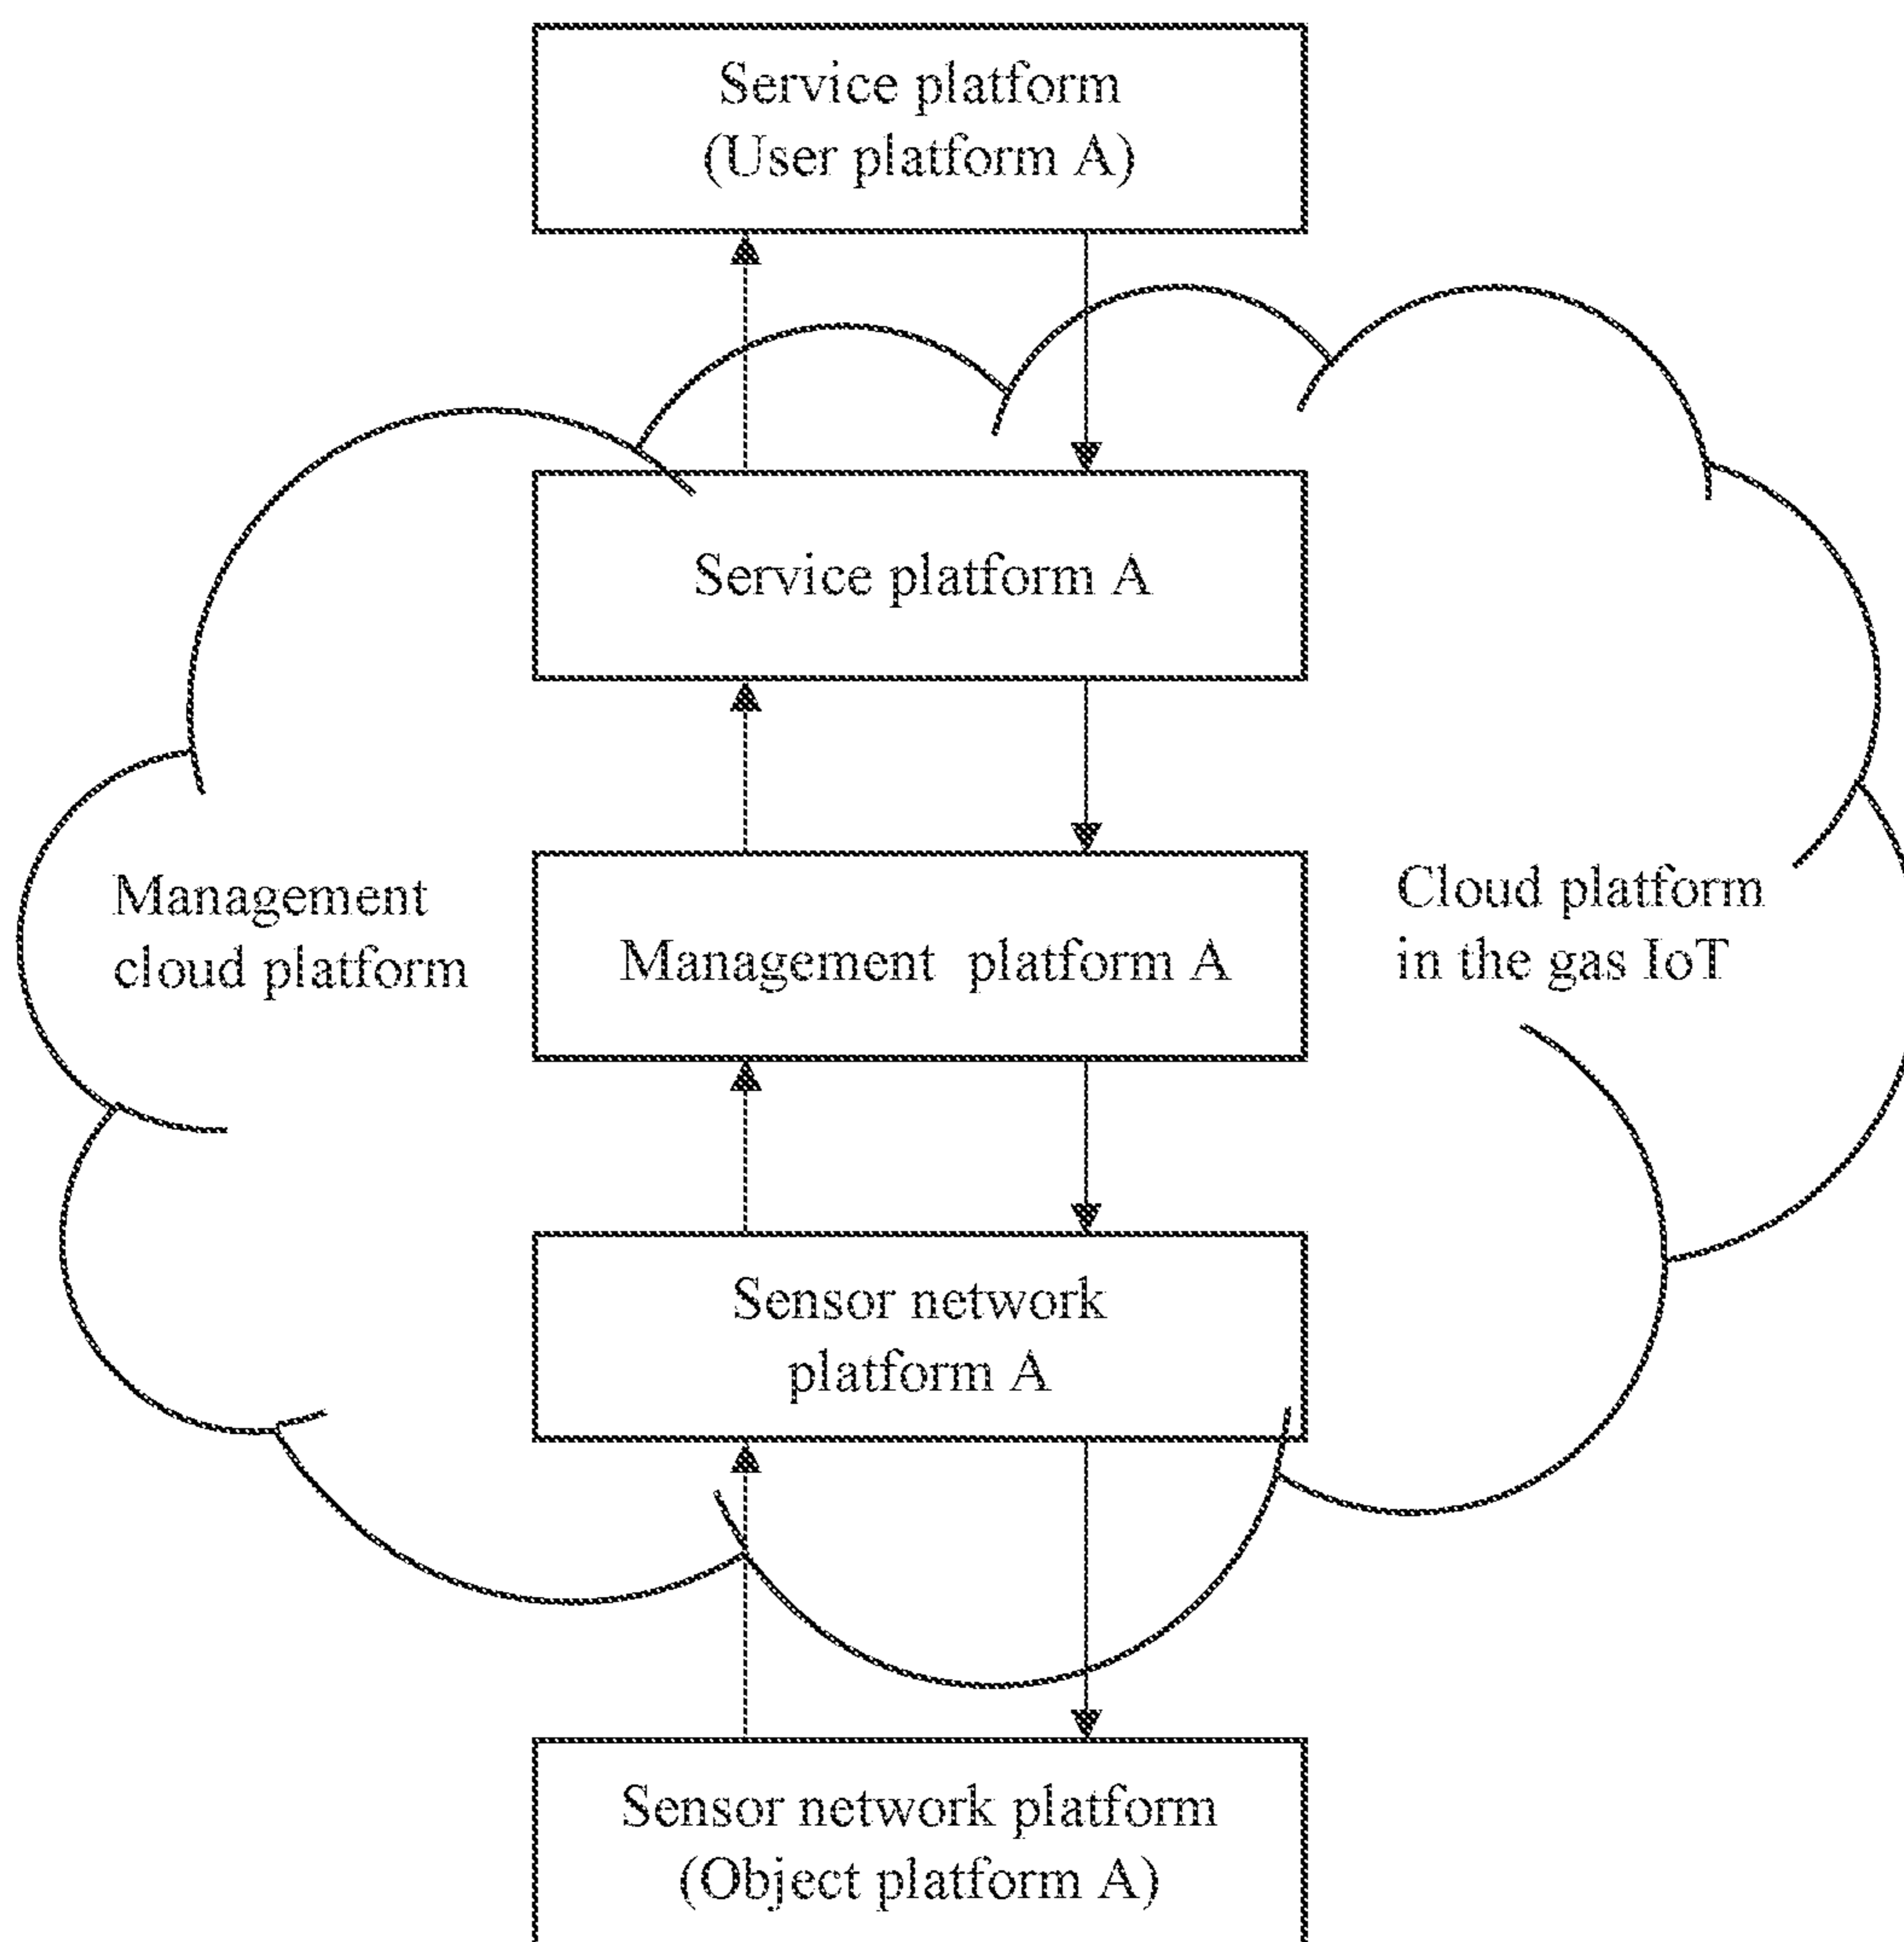 Service platform
(User platform A)
Service platform A
Management
cloud platform
Management platform A
Cloud platform
in the gas IoT
Sensor network
platform A
Sensor network platform
(Object platform A)